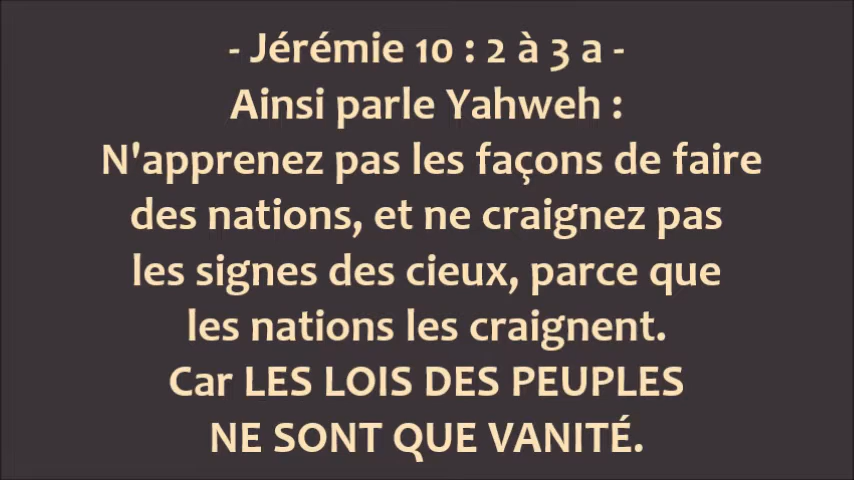 - Jérémie 10 : 2 à 3 a -
Ainsi parle Yahweh :
N'apprenez pas les façons de faire
des nations, et ne craignez pas
les signes des cieux, parce que
les nations les craignent.
Car LES LOIS DES PEUPLES
NE SONT QUE VANITÉ.